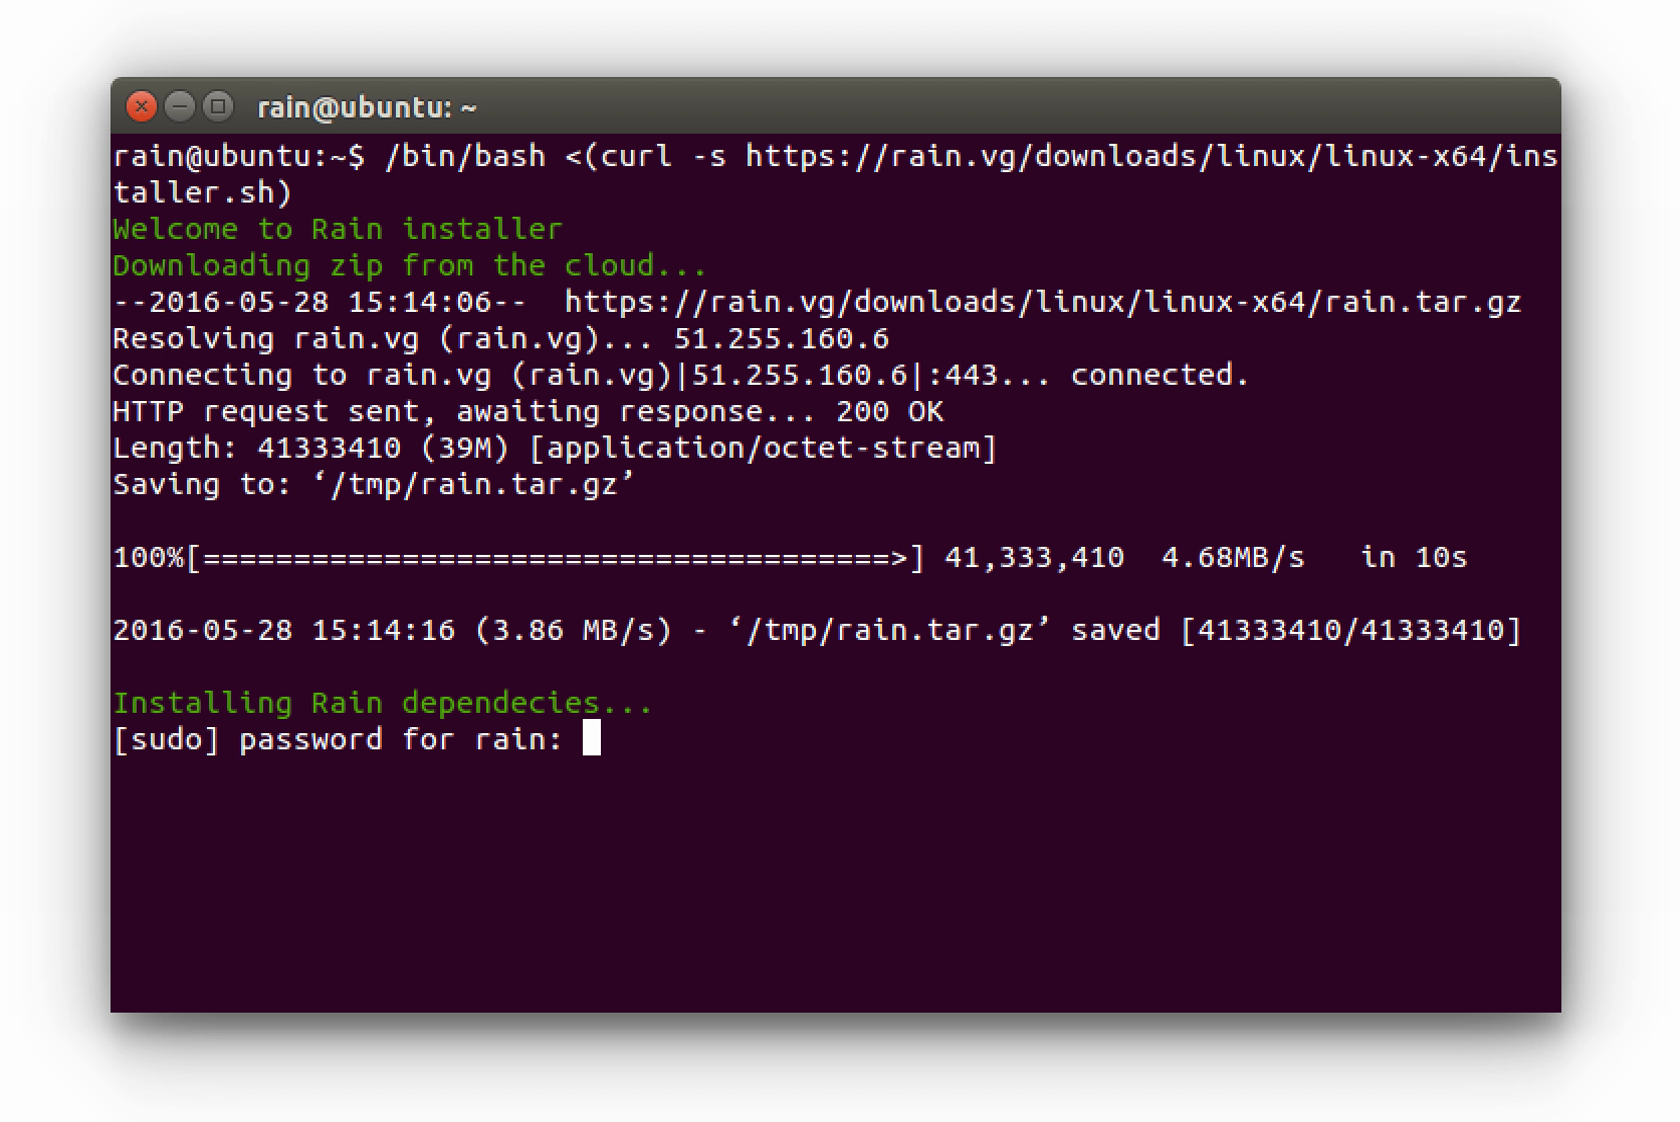 rain@ubuntu: ~
rain@ubuntu:~$ /bin/bash <(curl -s https://rain.vg/downloads/linux/linux-x64/ins
taller.sh)
Welcome to Rain installer
Downloading zip from the cloud...
--2016-05-28 15:14:06--  https://rain.vg/downloads/linux/linux-x64/rain.tar.gz
Resolving rain.vg (rain.vg)... 51.255.160.6
Connecting to rain.vg (rain.vg)|51.255.160.6|:443... connected.
HTTP request sent, awaiting response... 200 OK
Length: 41333410 (39M) [application/octet-stream]
Saving to: ‘/tmp/rain.tar.gz’
100%[======================================>] 41,333,410  4.68MB/s   in 10s
2016-05-28 15:14:16 (3.86 MB/s) - ‘/tmp/rain.tar.gz’ saved [41333410/41333410]
Installing Rain dependecies...
[sudo] password for rain: